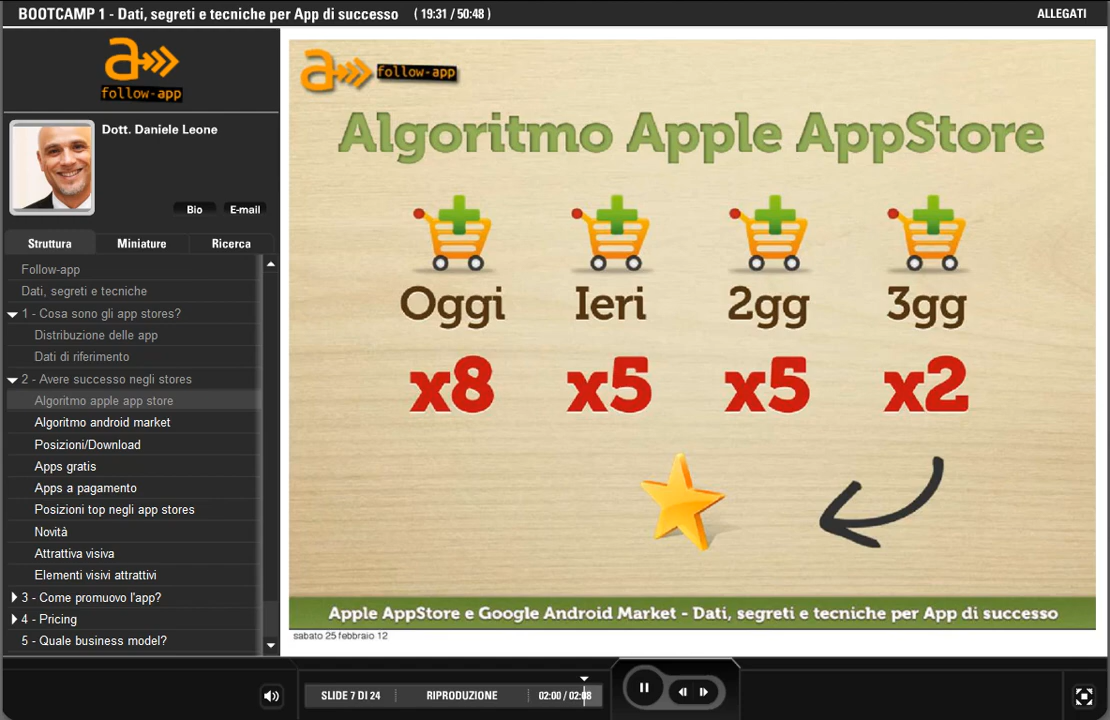 BOOTCAMP 1 - Dati, segreti e tecniche per App di successo ( 19:31 / 50:48 )
ALLEGATI
a
follow-app
Dott. Daniele Leone
Bio
E-mail
Struttura
Miniature
Ricerca
Follow-app
Dati, segreti e tecniche
1 - Cosa sono gli app stores?
Distribuzione delle app
Dati di riferimento
2 - Avere successo negli stores
Algoritmo apple app store
Algoritmo android market
Posizioni/Download
Apps gratis
Apps a pagamento
Posizioni top negli app stores
Novità
Attrattiva visiva
Elementi visivi attrattivi
3 - Come promuovo l'app?
4 - Pricing
5 - Quale business model?
a
follow-app
Algoritmo Apple AppStore
Oggi Ieri 2gg 3gg
x8 x5 x5 x2
Apple AppStore e Google Android Market - Dati, segreti e tecniche per App di successo
sabato 25 febbraio 12
SLIDE 7 DI 24
RIPRODUZIONE
02:00 / 02:08